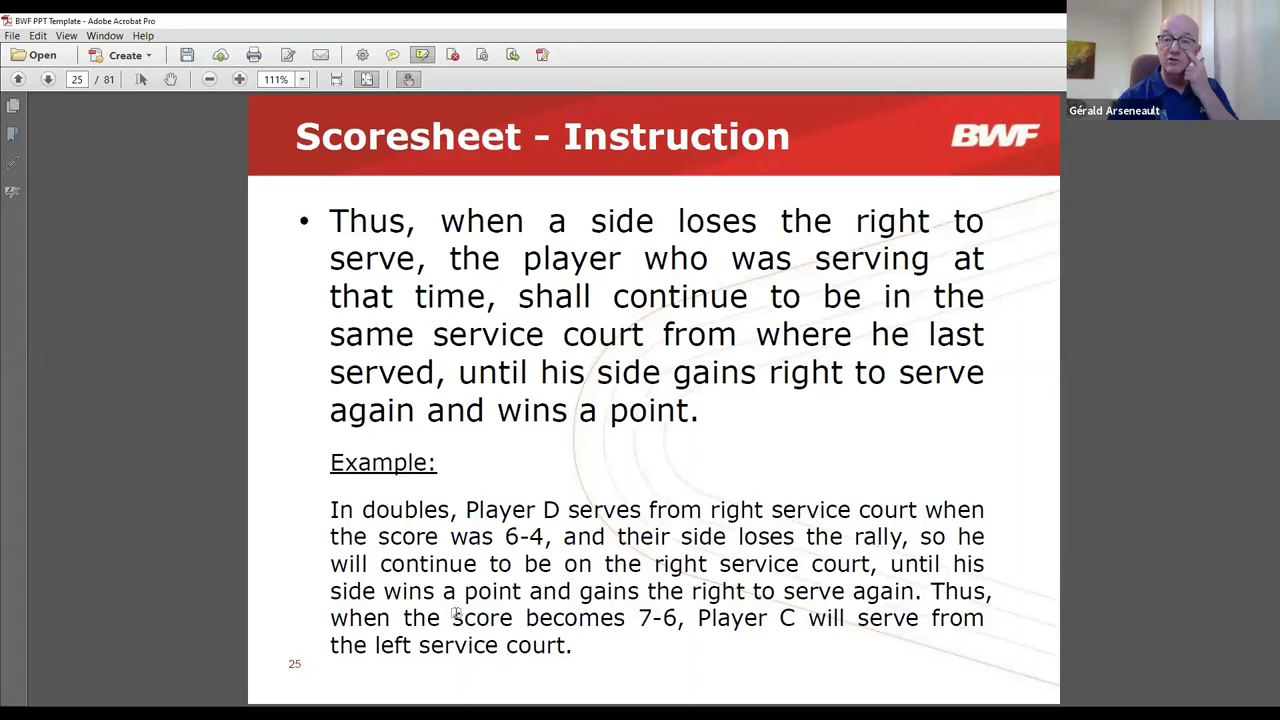 BWF PPT Template - Adobe Acrobat Pro
File Edit View Window Help
Open Create
25 / 81 111%
Gérald Arseneault
Scoresheet - Instruction
BWF
• Thus, when a side loses the right to
serve, the player who was serving at
that time, shall continue to be in the
same service court from where he last
served, until his side gains right to serve
again and wins a point.
Example:
In doubles, Player D serves from right service court when
the score was 6-4, and their side loses the rally, so he
will continue to be on the right service court, until his
side wins a point and gains the right to serve again. Thus,
when the score becomes 7-6, Player C will serve from
the left service court.
25